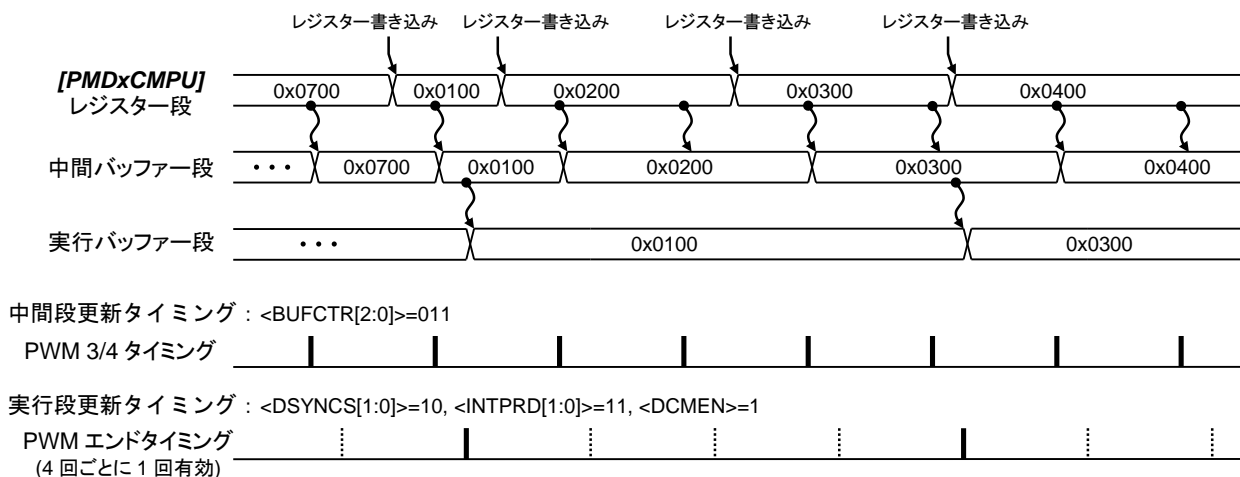 レジスター書き込み レジスター書き込み レジスター書き込み レジスター書き込み
[PMDxCMPU]
レジスター段
0x0700 0x0100 0x0200 0x0300 0x0400
中間バッファー段 ・・・ 0x0700 0x0100 0x0200 0x0300 0x0400
実行バッファー段 ・・・ 0x0100 0x0300
中間段更新タイミング : <BUFCTR[2:0]>=011
PWM 3/4 タイミング
実行段更新タイミング : <DSYNCS[1:0]>=10, <INTPRD[1:0]>=11, <DCMEN>=1
PWM エンドタイミング
(4 回ごとに 1 回有効)